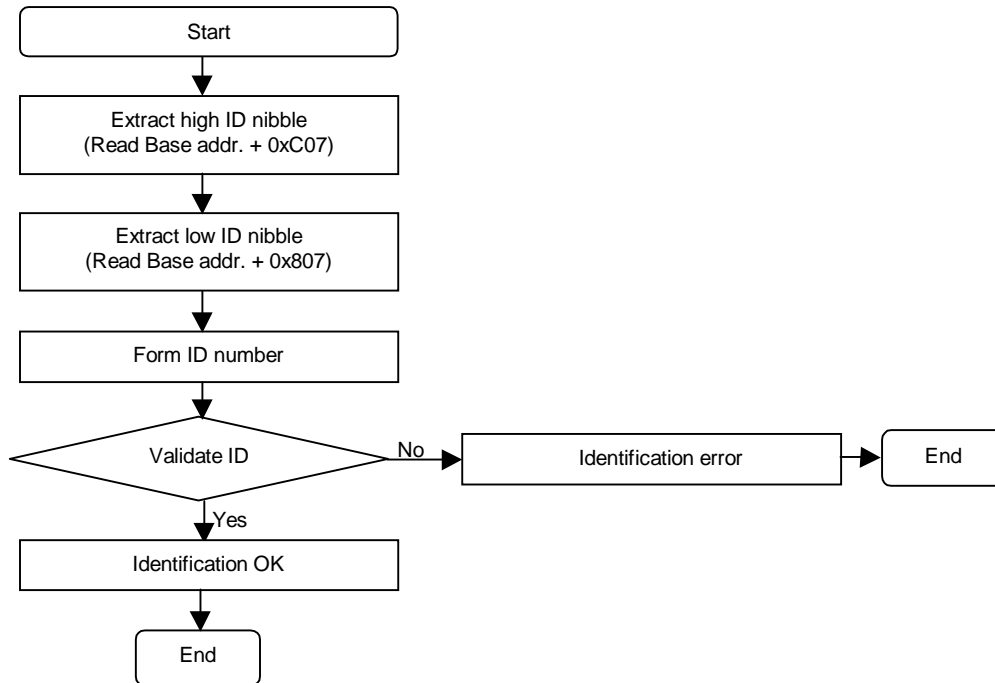 Start
Extract high ID nibble
(Read Base addr. + 0xC07)
Extract low ID nibble
(Read Base addr. + 0x807)
Form ID number
Validate ID
No
Identification error
End
Yes
Identification OK
End